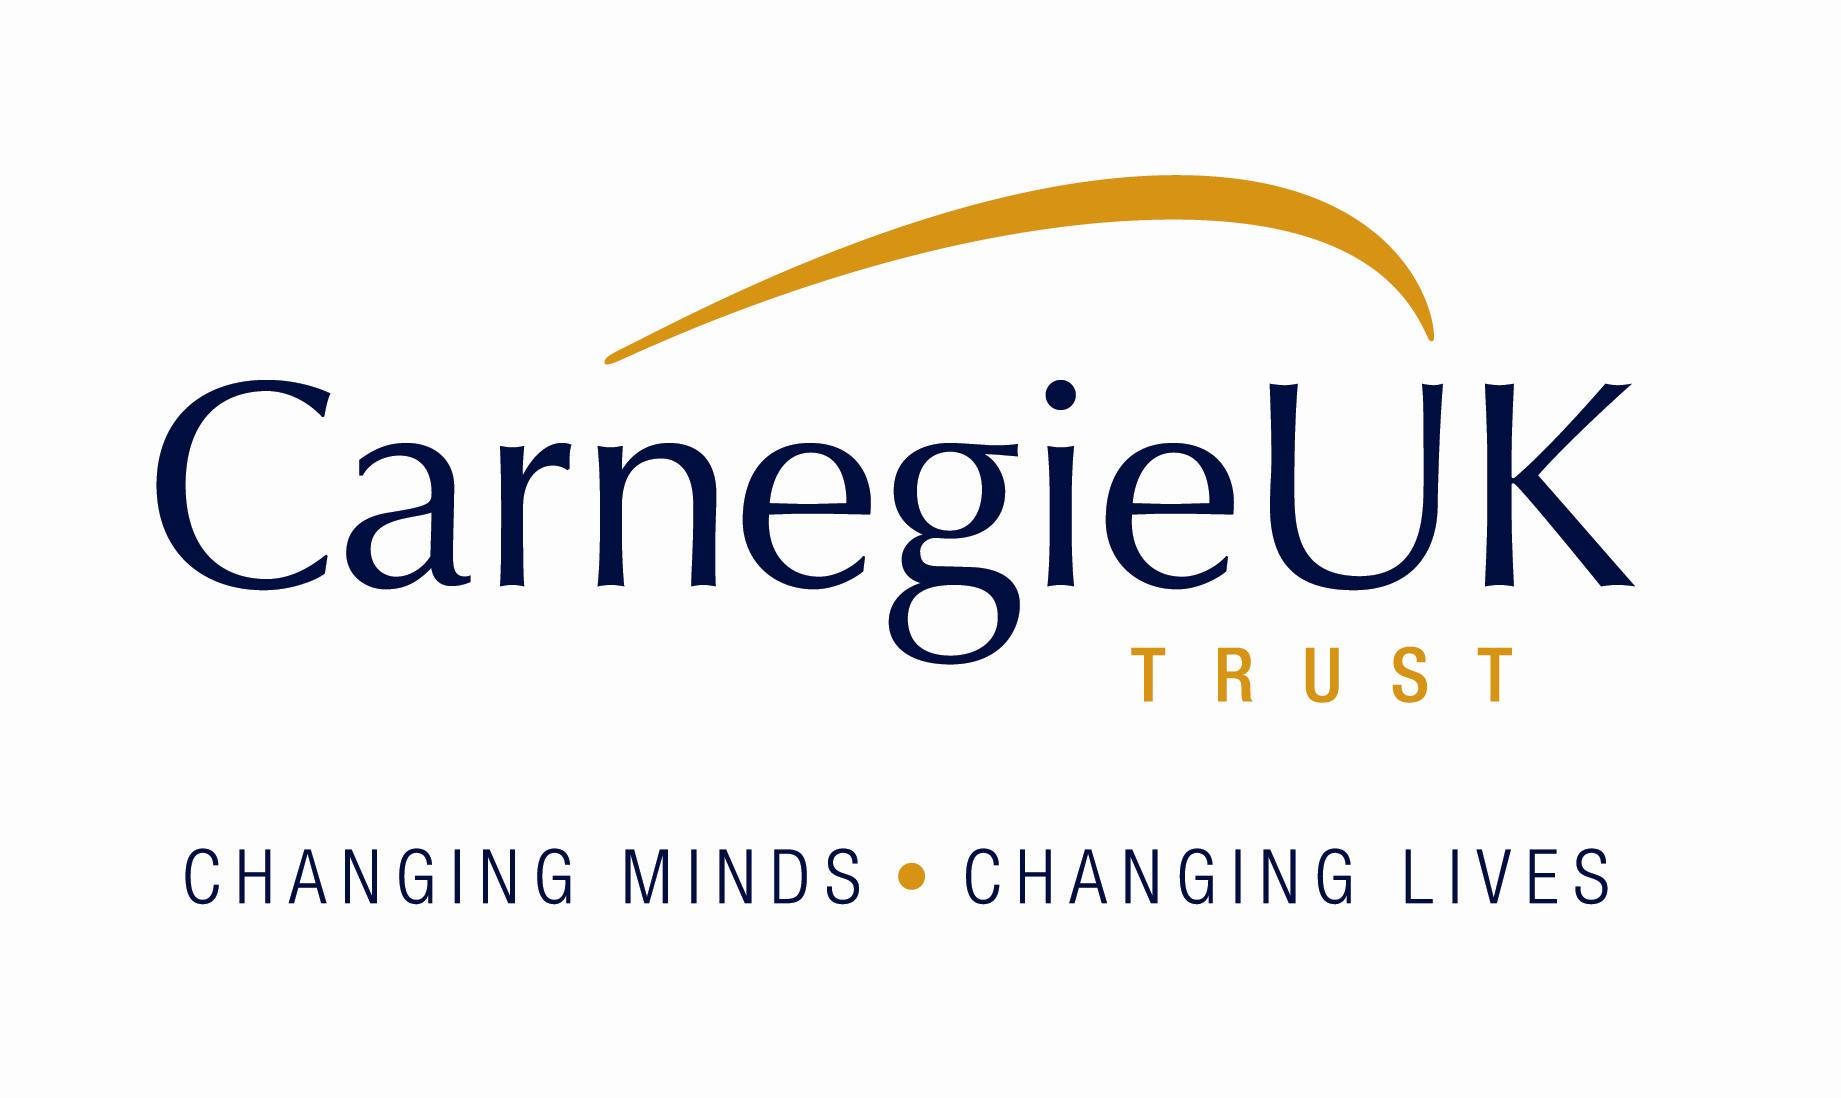 CarnegieUK
TRUST
CHANGING MINDS • CHANGING LIVES